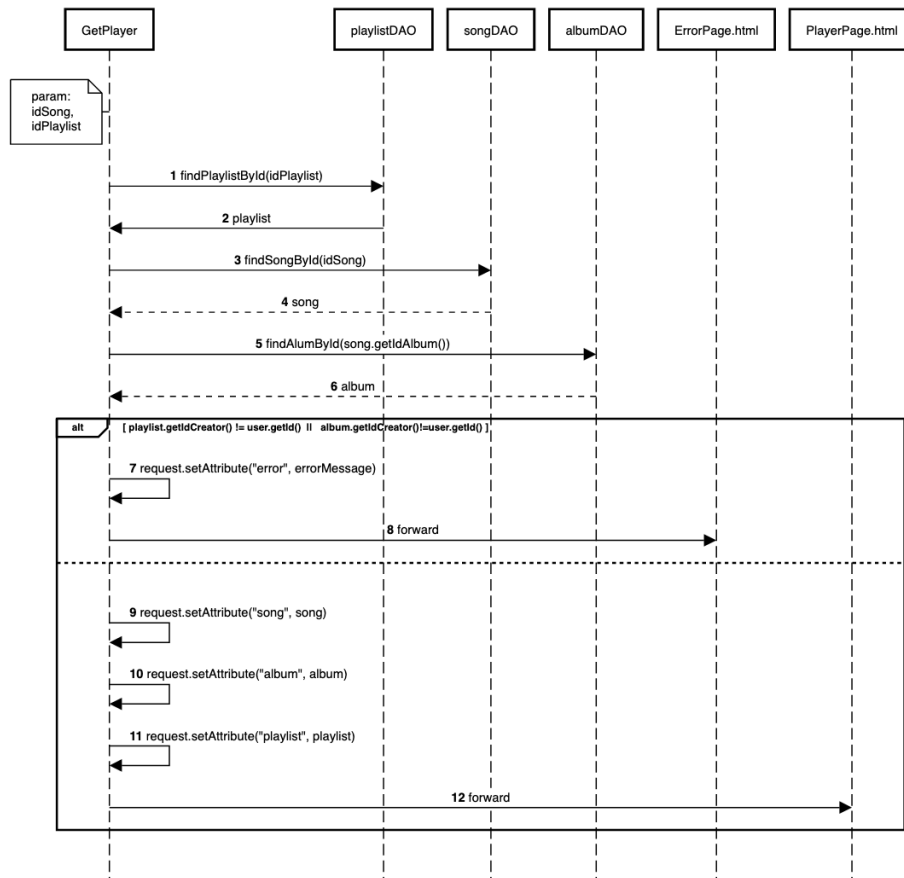 GetPlayer
playlistDAO
songDAO
albumDAO
ErrorPage.html
PlayerPage.html
param:
idSong,
idPlaylist
1 findPlaylistById(idPlaylist)
2 playlist
3 findSongById(idSong)
4 song
5 findAlumById(song.getIdAlbum())
6 album
alt
[ playlist.getIdCreator() != user.getId() || album.getIdCreator()!=user.getId() ]
7 request.setAttribute("error", errorMessage)
8 forward
9 request.setAttribute("song", song)
10 request.setAttribute("album", album)
11 request.setAttribute("playlist", playlist)
12 forward